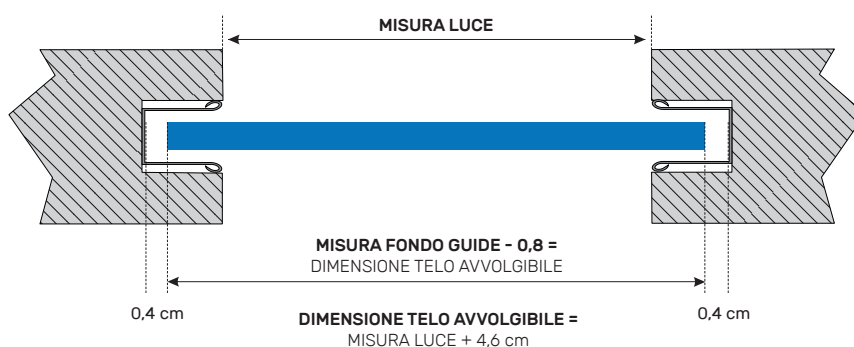 MISURA LUCE
MISURA FONDO GUIDE - 0,8 =
DIMENSIONE TELO AVVOLGIBILE
0,4 cm
0,4 cm
DIMENSIONE TELO AVVOLGIBILE =
MISURA LUCE + 4,6 cm